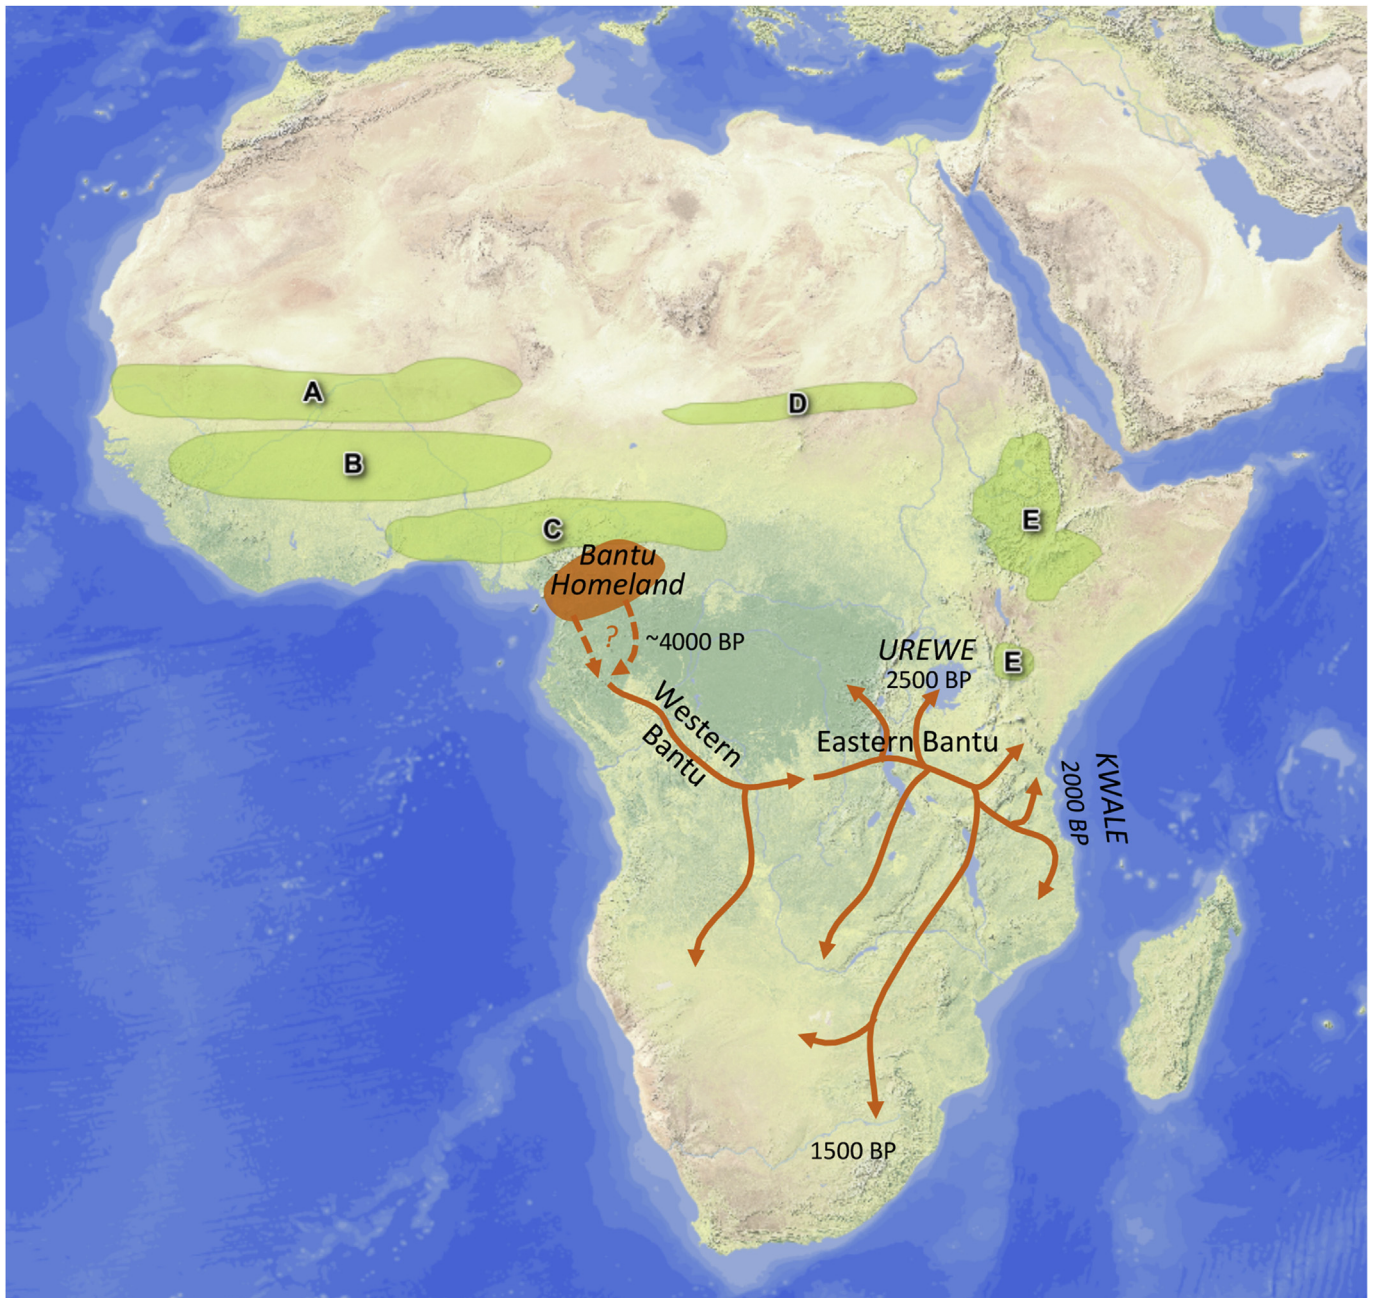 A
D
B
E
C
Bantu
Homeland
?
~4000 BP
UREWE
2500 BP
E
Western
Bantu
Eastern Bantu
KWALE
2000 BP
1500 BP